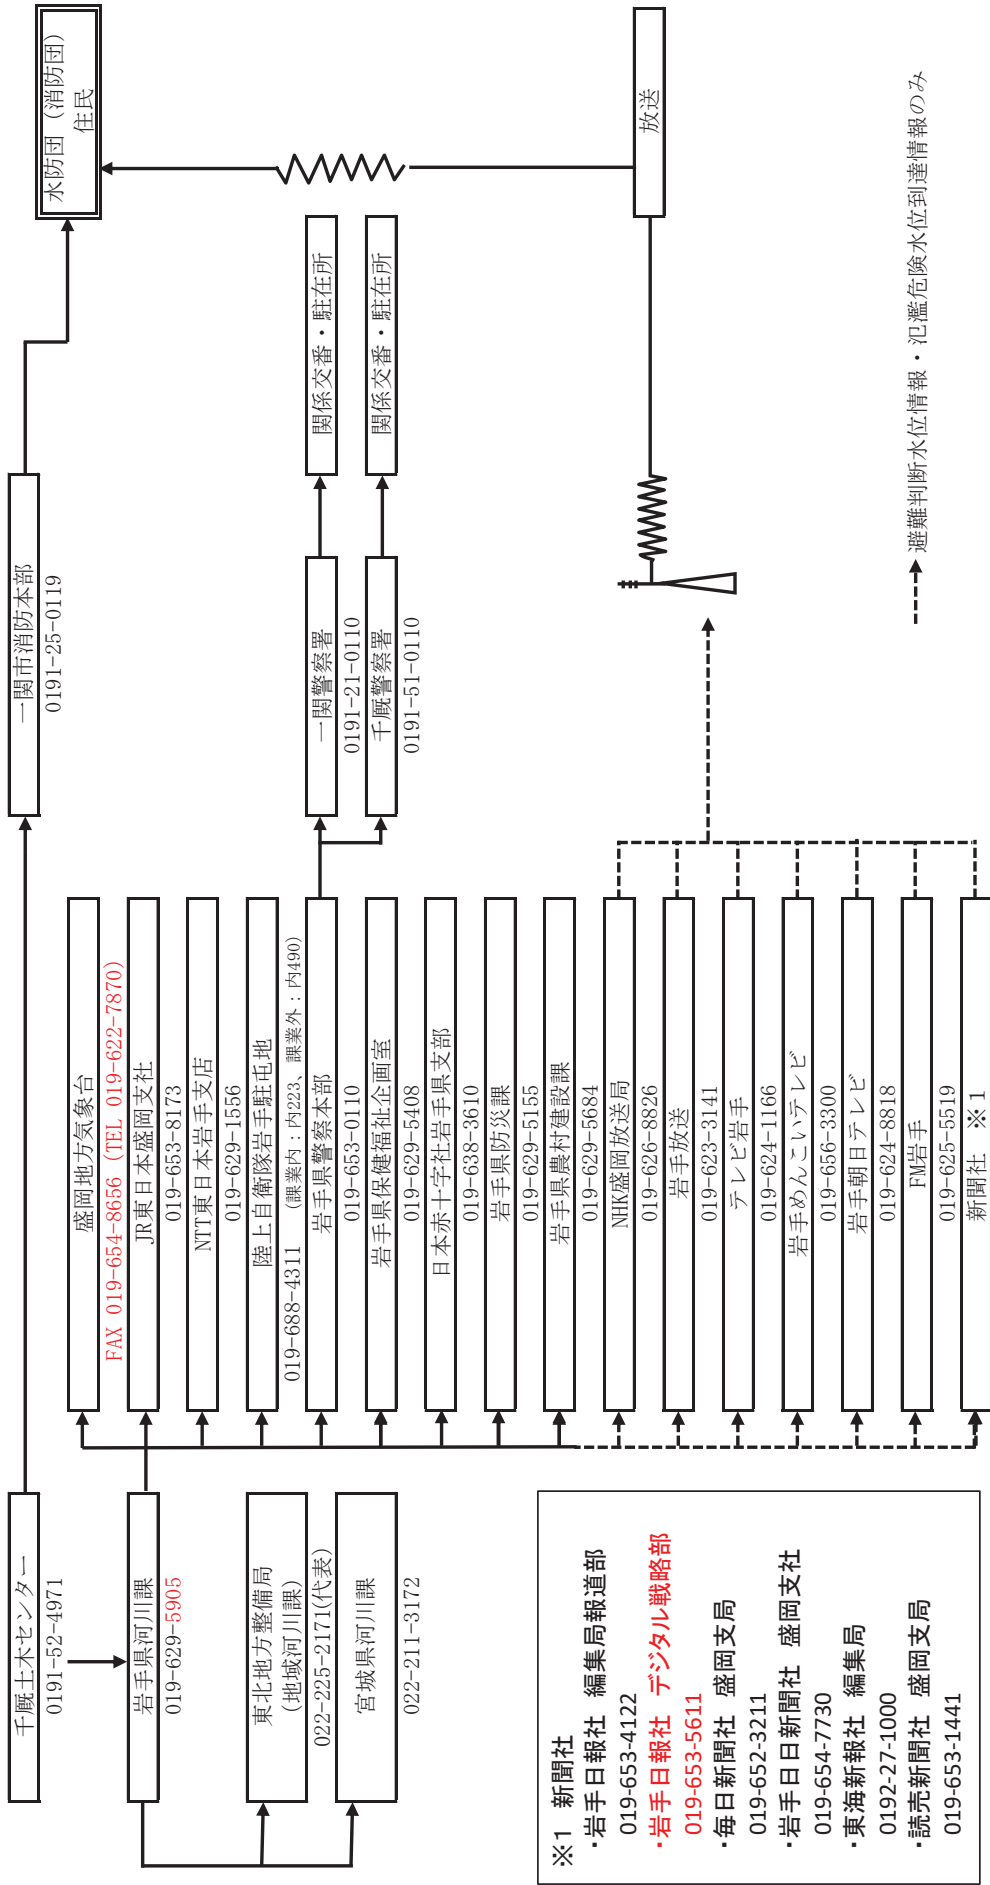 千厩土木センター
0191-52-4971
岩手県河川課
019-629-5905
東北地方整備局
(地域河川課)
022-225-2171(代表)
宮城県河川課
022-211-3172
盛岡地方気象台
FAX 019-654-8656 (TEL 019-622-7870)
JR東日本盛岡支社
019-653-8173
NTT東日本岩手支店
019-629-1556
陸上自衛隊岩手駐屯地
019-688-4311 (課業内：内223、課業外：内490)
岩手県警察本部
019-653-0110
岩手県保健福祉企画室
019-629-5408
日本赤十字社岩手県支部
019-638-3610
岩手県防災課
019-629-5155
岩手県農村建設課
019-629-5684
NHK盛岡放送局
019-626-8826
岩手放送
019-623-3141
テレビ岩手
019-624-1166
岩手めんこいテレビ
019-656-3300
岩手朝日テレビ
019-624-8818
FM岩手
019-625-5519
新聞社 ※1
一関市消防本部
0191-25-0119
一関警察署
0191-21-0110
千厩警察署
0191-51-0110
関係交番・駐在所
関係交番・駐在所
水防団 (消防団)
住民
放送
避難判断水位情報・氾濫危険水位到達情報のみ
※1 新聞社
・岩手日報社 編集局報道部
019-653-4122
・岩手日報社 デジタル戦略部
019-653-5611
・毎日新聞社 盛岡支局
019-652-3211
・岩手日日新聞社 盛岡支社
019-654-7730
・東海新報社 編集局
0192-27-1000
・読売新聞社 盛岡支局
019-653-1441